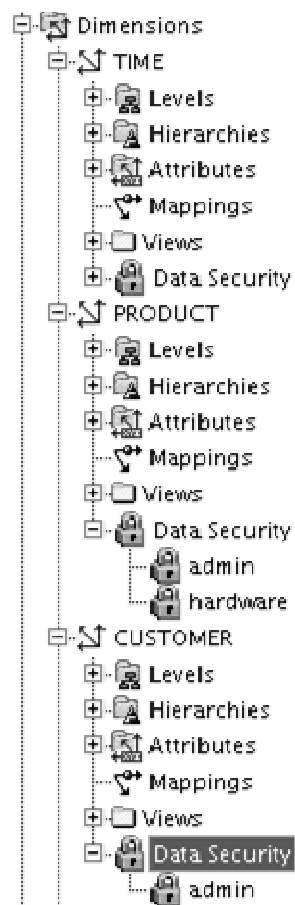 Dimensions
TIME
Levels
Hierarchies
Attributes
Mappings
Views
Data Security
PRODUCT
Levels
Hierarchies
Attributes
Mappings
Views
Data Security
admin
hardware
CUSTOMER
Levels
Hierarchies
Attributes
Mappings
Views
Data Security
admin